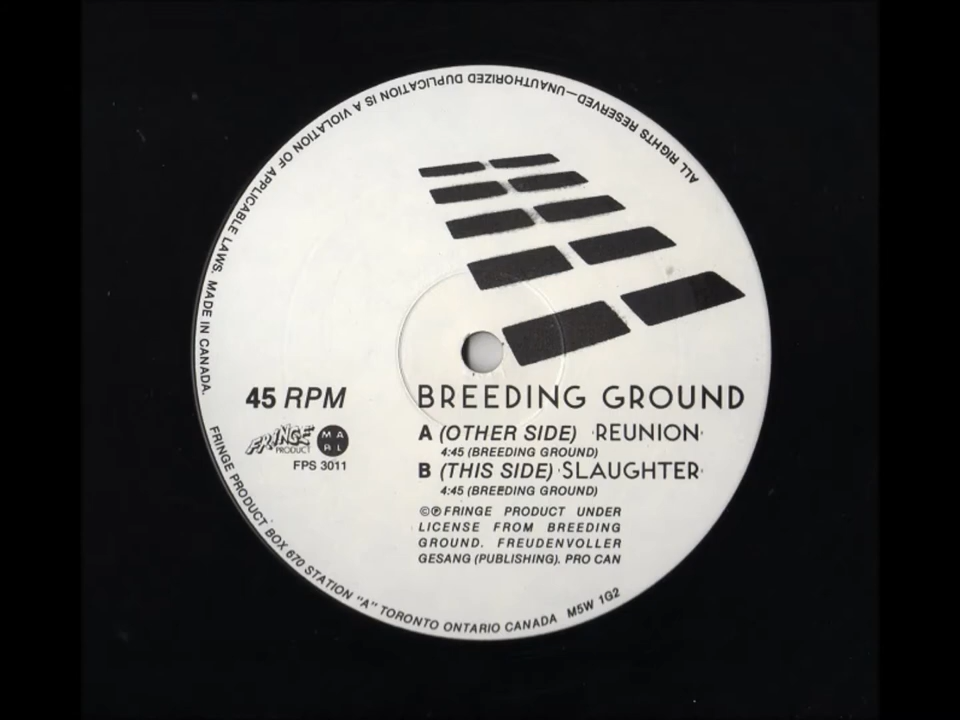 ALL RIGHTS RESERVED—UNAUTHORIZED DUPLICATION IS A VIOLATION OF APPLICABLE LAWS. MADE IN CANADA.
45 RPM
FRINGE
PRODUCT
M A
R L
FPS 3011
BREEDING GROUND
A (OTHER SIDE) 'REUNION'
4:45 (BREEDING GROUND)
B (THIS SIDE) 'SLAUGHTER'
4:45 (BREEDING GROUND)
©℗ FRINGE PRODUCT UNDER
LICENSE FROM BREEDING
GROUND. FREUDENVOLLER
GESANG (PUBLISHING). PRO CAN
FRINGE PRODUCT BOX 670 STATION "A" TORONTO ONTARIO CANADA M5W 1G2